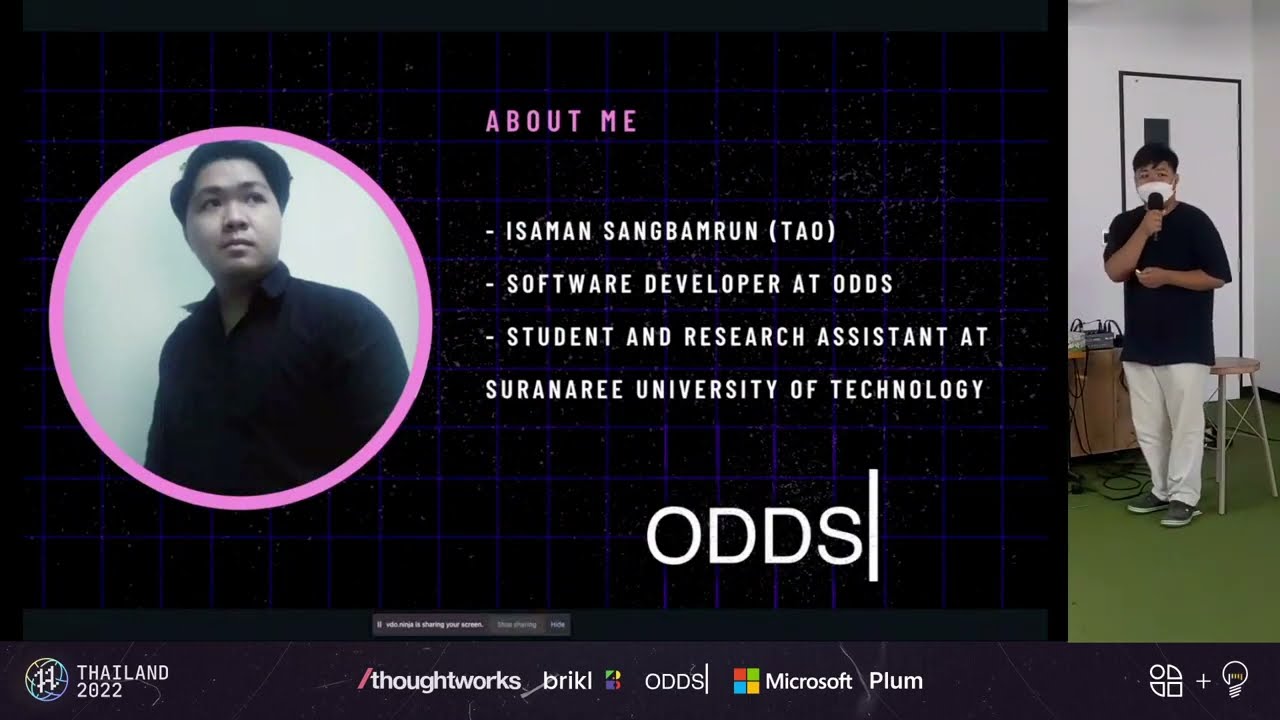 ABOUT ME
- ISAMAN SANGBAMRUN (TAO)
- SOFTWARE DEVELOPER AT ODDS
- STUDENT AND RESEARCH ASSISTANT AT
SURANAREE UNIVERSITY OF TECHNOLOGY
ODDS|
vdo.ninja is sharing your screen. Stop sharing Hide
THAILAND
2022
/thoughtworks brikl ODDS| Microsoft Plum